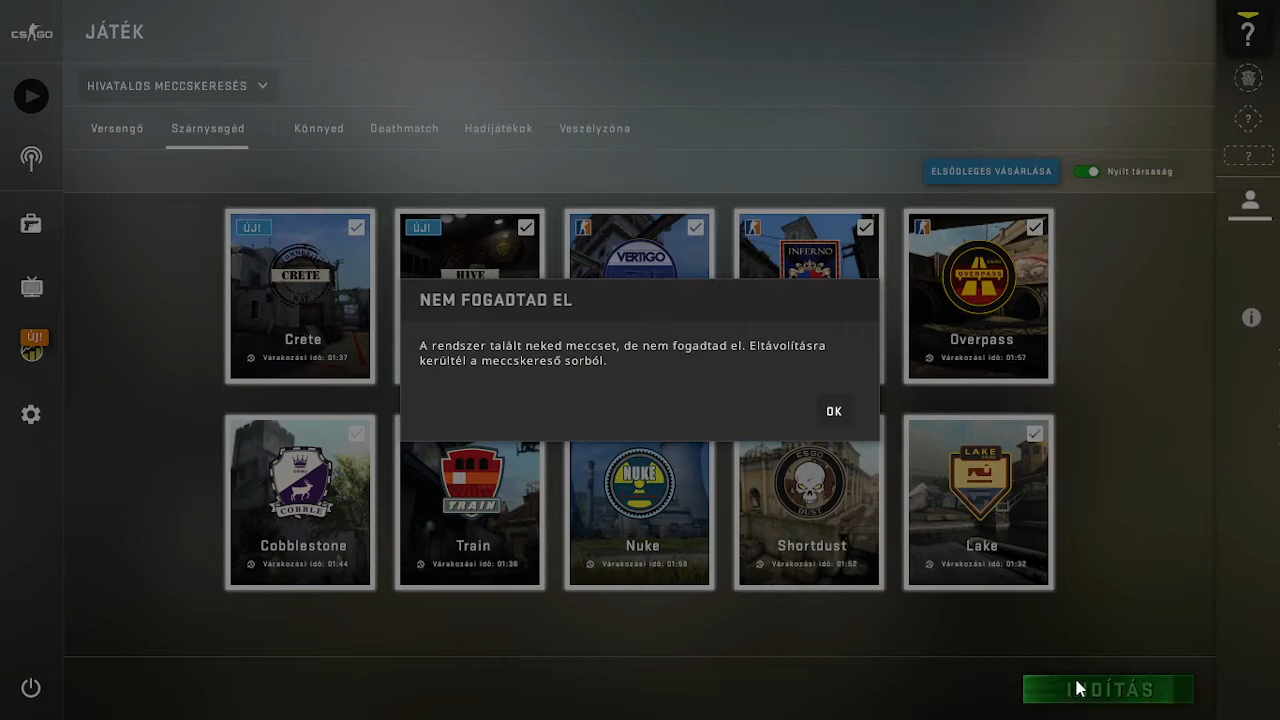 CS GO
JÁTÉK
?
HIVATALOS MECCSKERESÉS
Versengő
Szárnysegéd
Könnyed
Deathmatch
Hadijátékok
Veszélyzóna
?
?
ELSŐDLEGES VÁSÁRLÁSA
Nyílt társaság
ÚJ!
ÚJ!
CRETE
HIVE
VERTIGO
INFERNO
OVERPASS
Crete
Várakozási idő: 01:37
Overpass
Várakozási idő: 01:57
NEM FOGADTAD EL
A rendszer talált neked meccset, de nem fogadtad el. Eltávolításra
kerültél a meccskereső sorból.
OK
ÚJ!
COBBLE
TRAIN
NUKE
CSGO
DUST
LAKE
Cobblestone
Várakozási idő: 01:44
Train
Várakozási idő: 01:36
Nuke
Várakozási idő: 01:59
Shortdust
Várakozási idő: 01:52
Lake
Várakozási idő: 01:32
INDÍTÁS